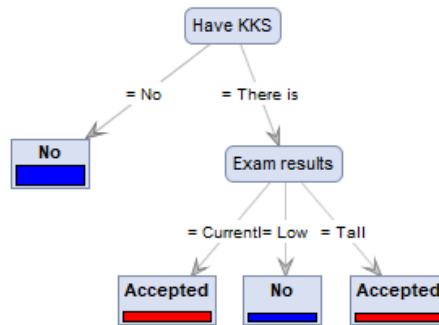 Have KKS
= No
= There is
No
Exam results
= Currentl
= Low
= Tall
Accepted
No
Accepted